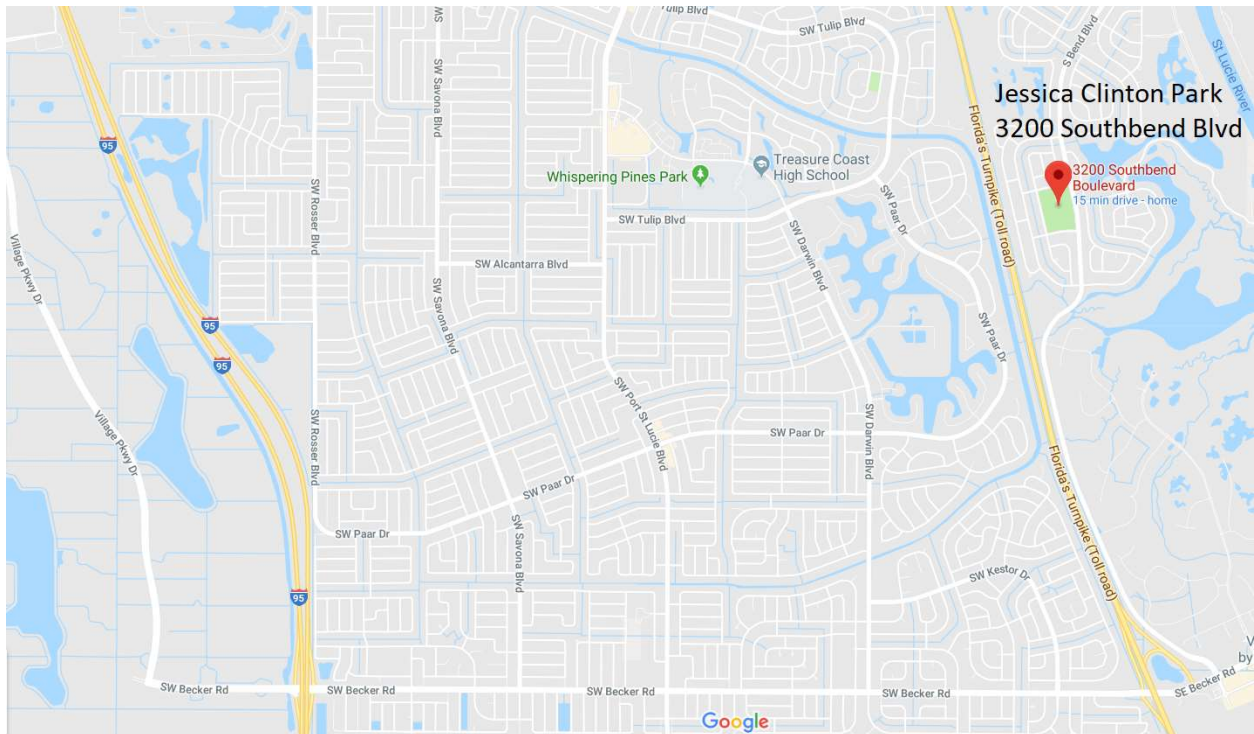 Tulip Blvd
SW Tulip Blvd
S Bend Blvd
St Lucie River
SW
SW Savona Blvd
95
Jessica Clinton Park
3200 Southbend Blvd
Florida's Turnpike (Toll road)
Whispering Pines Park
Treasure Coast
High School
3200 Southbend
Boulevard
15 min drive - home
SW Rosser Blvd
SW Tulip Blvd
SW Paar Dr
Village Pkwy Dr
SW Alcantarra Blvd
SW Darwin Blvd
95
SW Savona Blvd
SW Paar Dr
95
SW Port St Lucie Blvd
SW Rosser Blvd
Village Pkwy Dr
SW Paar Dr
SW Darwin Blvd
SW Paar Dr
Florida's Turnpike (Toll road)
SW Paar Dr
SW Savona Blvd
SW Kestor Dr
95
V
by
SW Becker Rd
SW Becker Rd
SW Becker Rd
SW Becker Rd
SE Becker Rd
Google